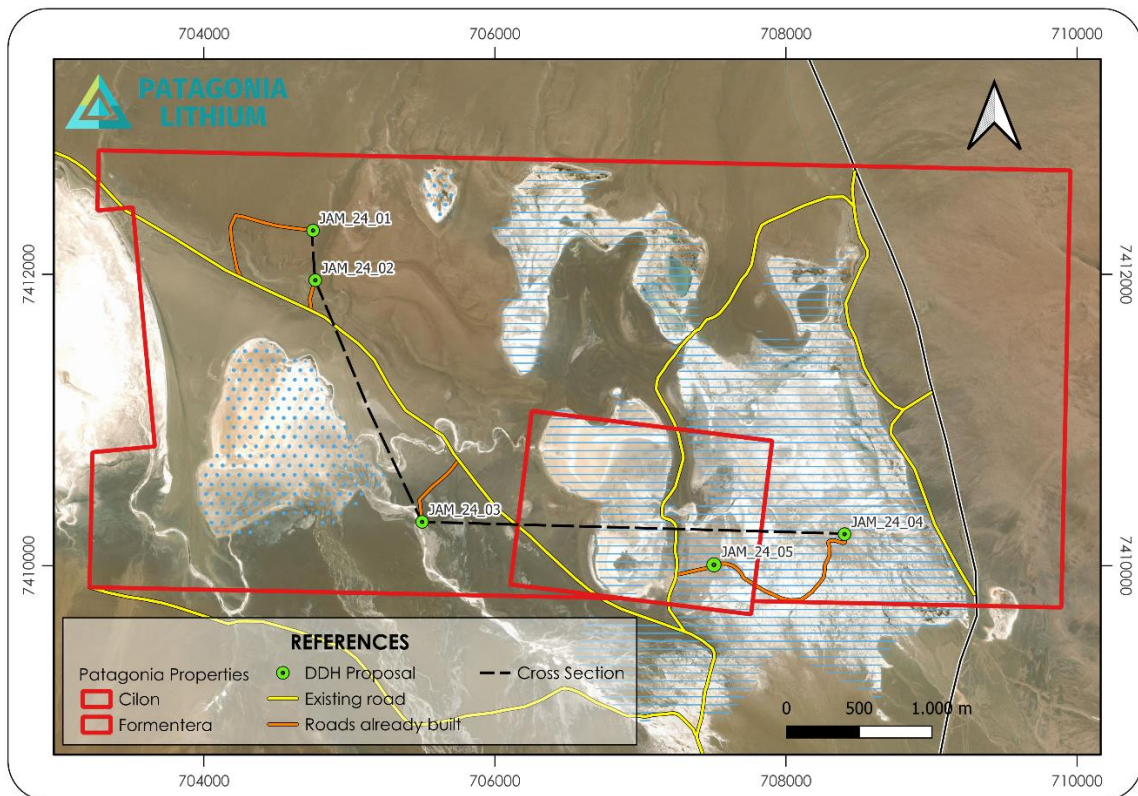 704000
706000
708000
710000
PATAGONIA
LITHIUM
JAM_24_01
JAM_24_02
7412000
7412000
JAM_24_03
JAM_24_04
JAM_24_05
7410000
7410000
REFERENCES
Patagonia Properties
Cilon
Formentera
DDH Proposal
Existing road
Roads already built
Cross Section
0 500 1.000 m
704000
706000
708000
710000